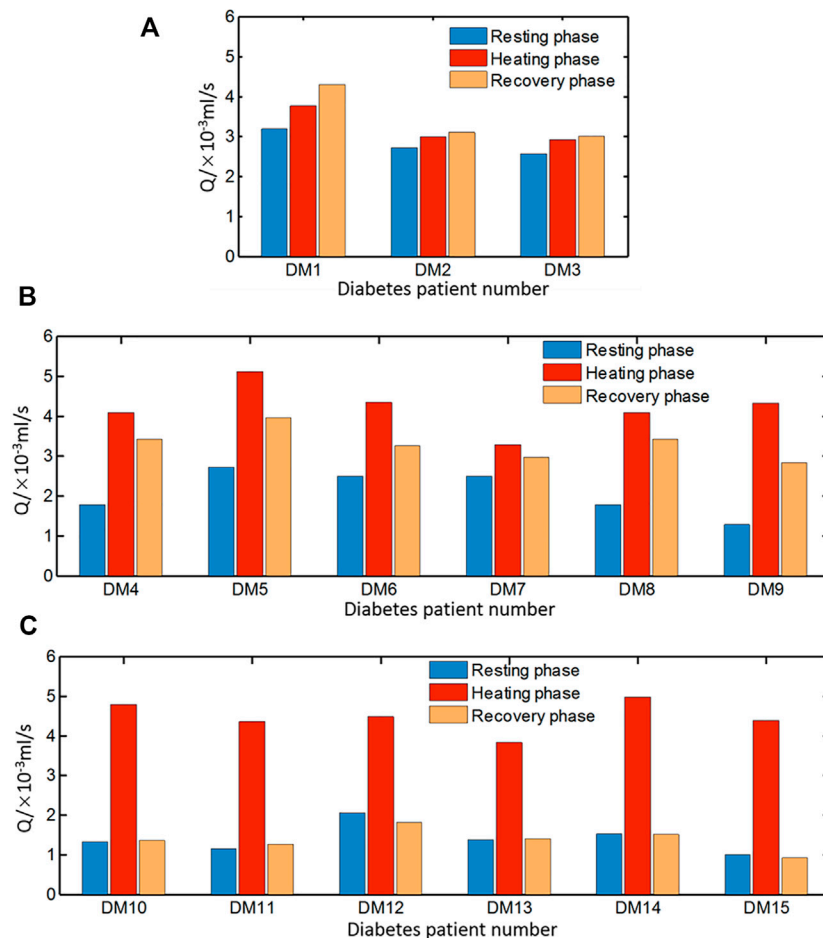 A
6
5
4
3
2
1
0
Q/×10⁻³ml/s
Resting phase
Heating phase
Recovery phase
DM1 DM2 DM3
Diabetes patient number
B
6
5
4
3
2
1
0
Q/×10⁻³ml/s
Resting phase
Heating phase
Recovery phase
DM4 DM5 DM6 DM7 DM8 DM9
Diabetes patient number
C
6
5
4
3
2
1
0
Q/×10⁻³ml/s
Resting phase
Heating phase
Recovery phase
DM10 DM11 DM12 DM13 DM14 DM15
Diabetes patient number